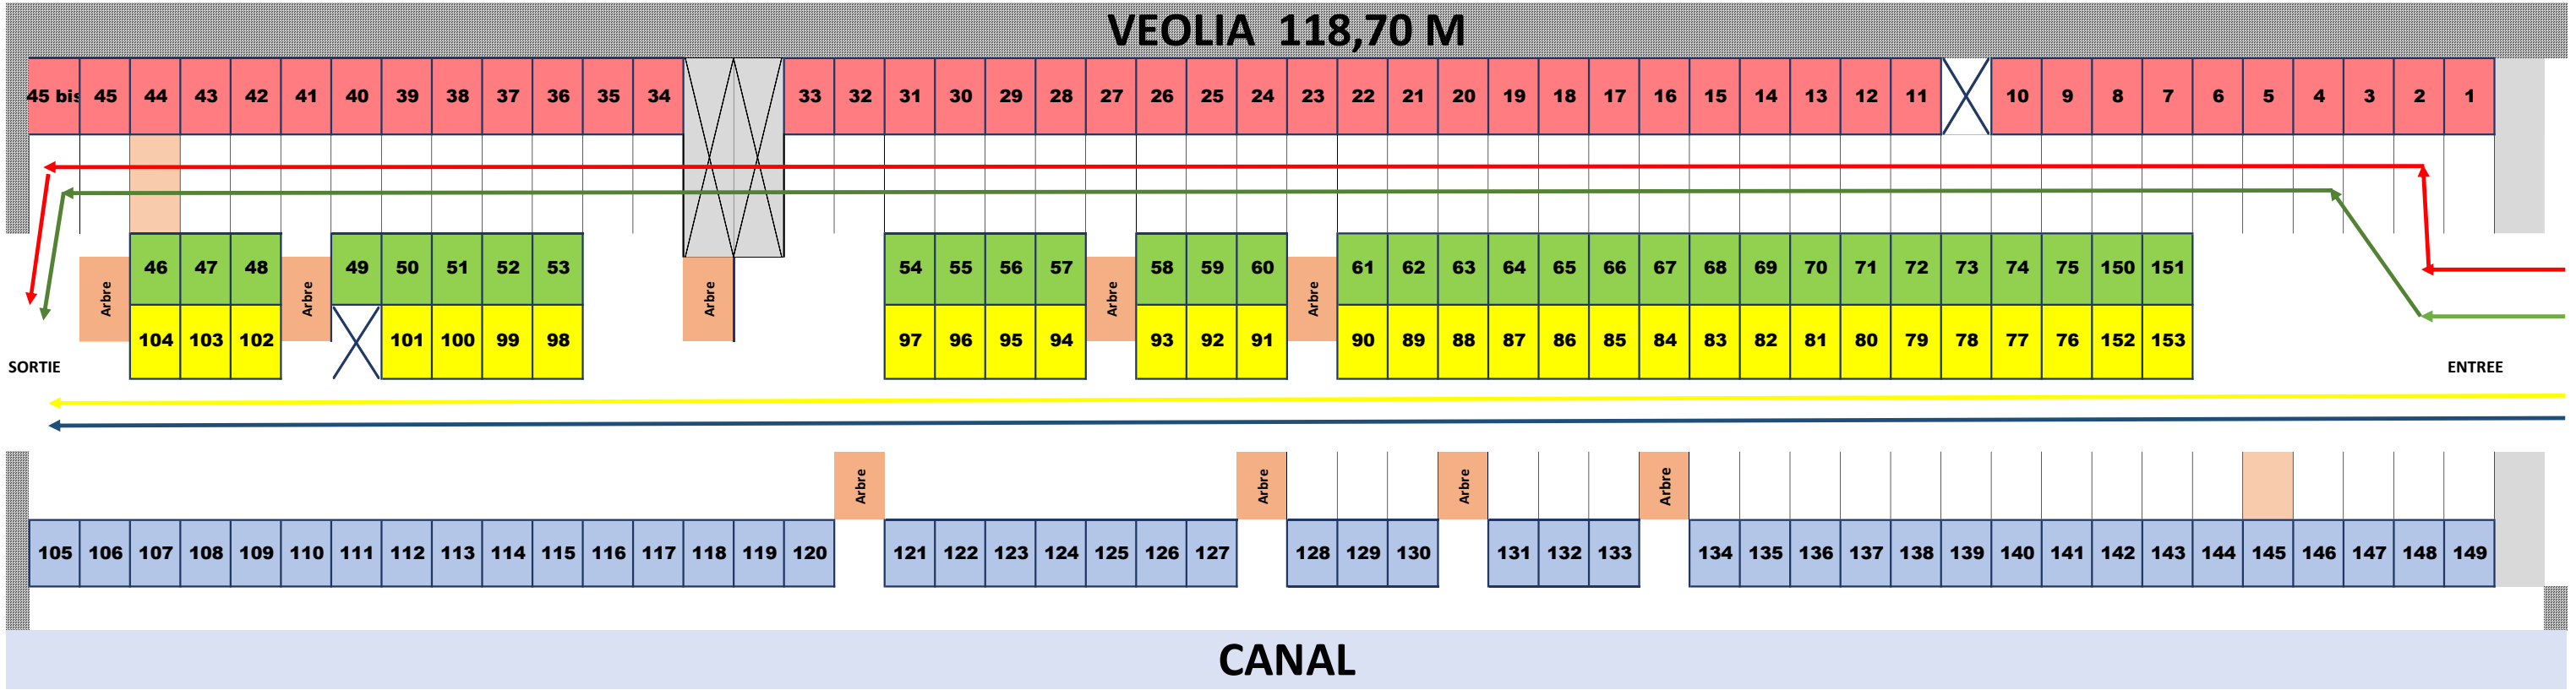 VEOLIA  118,70 M
45 bis 45 44 43 42 41 40 39 38 37 36 35 34 33 32 31 30 29 28 27 26 25 24 23 22 21 20 19 18 17 16 15 14 13 12 11 10 9 8 7 6 5 4 3 2 1
46 47 48 49 50 51 52 53 54 55 56 57 58 59 60 61 62 63 64 65 66 67 68 69 70 71 72 73 74 75 150 151
Arbre Arbre Arbre Arbre Arbre
104 103 102 101 100 99 98 97 96 95 94 93 92 91 90 89 88 87 86 85 84 83 82 81 80 79 78 77 76 152 153
SORTIE ENTREE
Arbre Arbre Arbre Arbre
105 106 107 108 109 110 111 112 113 114 115 116 117 118 119 120 121 122 123 124 125 126 127 128 129 130 131 132 133 134 135 136 137 138 139 140 141 142 143 144 145 146 147 148 149
CANAL